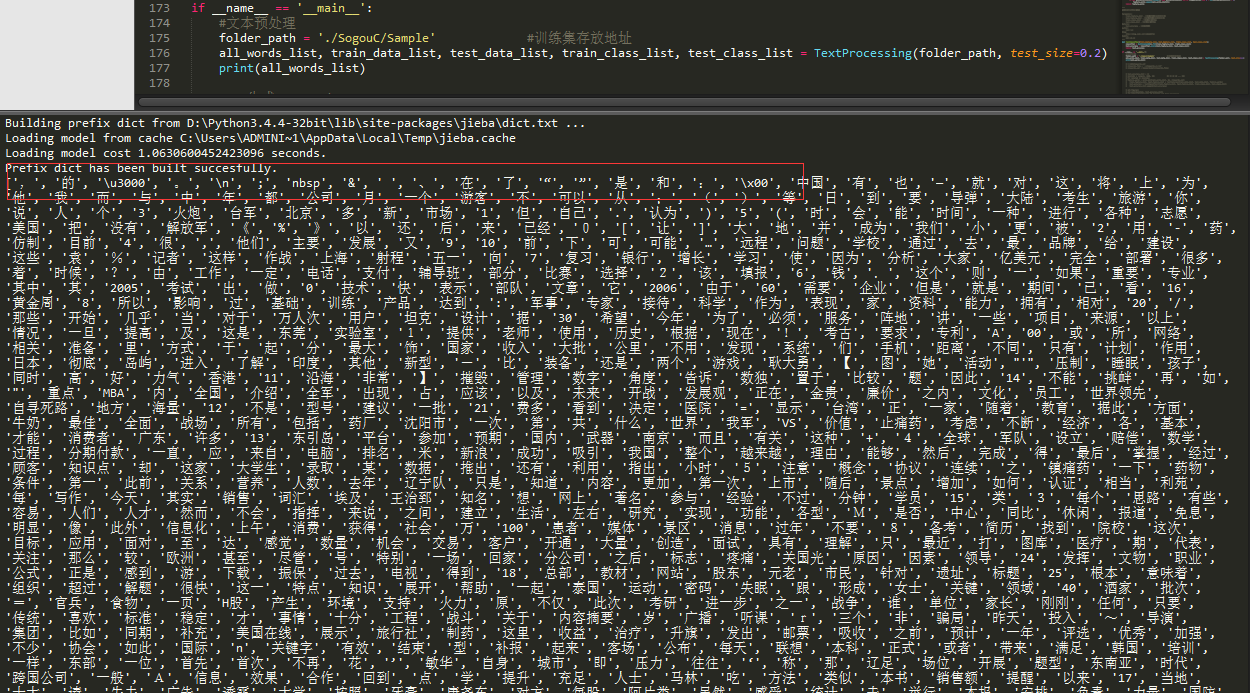 173 if __name__ == '__main__':
174 #文本预处理
175 folder_path = './SogouC/Sample' #训练集存放地址
176 all_words_list, train_data_list, test_data_list, train_class_list, test_class_list = TextProcessing(folder_path, test_size=0.2)
177 print(all_words_list)
178
Building prefix dict from D:\Python3.4.4-32bit\lib\site-packages\jieba\dict.txt ...
Loading model from cache C:\Users\ADMINI~1\AppData\Local\Temp\jieba.cache
Loading model cost 1.0630600452423096 seconds.
Prefix dict has been built succesfully.
[',', '的', '\u3000', '。', '\n', ';', 'nbsp', '&', ' ', '、', '在', '了', '“', '”', '是', '和', ':', '\x00', '中国', '有', '也', '-', '就', '对', '这', '将', '上', '为',
'他', '我', '而', '与', '中', '年', '都', '公司', '月', '一个', '游客', '不', '可以', '从', '.', '(', ')', '等', '日', '到', '要', '导弹', '大陆', '考生', '旅游', '你',
'说', '人', '个', '3', '火炮', '台军', '北京', '多', '新', '市场', '1', '但', '自己', '.', '认为', ')', '5', '(', '时', '会', '能', '时间', '一种', '进行', '各种', '志愿',
'美国', '把', '没有', '解放军', '《', '%', '》', '以', '还', '后', '来', '已经', '0', '[', '让', ']', '大', '地', '并', '成为', '我们', '小', '更', '被', '2', '用', '-', '药',
'仿制', '目前', '4', '很', '他们', '主要', '发展', '又', '9', '10', '前', '下', '可', '可能', '…', '远程', '问题', '学校', '通过', '去', '最', '品牌', '给', '建设',
'这些', '袁', '%', '记者', '这样', '作战', '上海', '射程', '五一', '向', '7', '复习', '银行', '增长', '学习', '使', '因为', '分析', '大家', '亿美元', '完全', '部署', '很多',
'着', '时候', '?', '由', '工作', '一定', '电话', '支付', '辅导班', '部分', '比赛', '选择', '2', '该', '填报', '6', '钱', '这个', '则', '一', '如果', '重要', '专业',
'其中', '其', '2005', '考试', '出', '做', '0', '技术', '快', '表示', '部队', '文章', '它', '2006', '由于', '60', '需要', '企业', '但是', '就是', '期间', '已', '看', '16',
'黄金周', '8', '所以', '影响', '过', '基础', '训练', '产品', '达到', ':', '军事', '专家', '接待', '科学', '作为', '表现', '家', '资料', '能力', '拥有', '相对', '20', '/',
'那些', '开始', '几乎', '当', '对于', '万人次', '用户', '坦克', '设计', '据', '30', '希望', '今年', '为了', '必须', '服务', '阵地', '讲', '一些', '项目', '来源', '以上',
'情况', '一旦', '提高', '及', '这是', '东莞', '实验室', '提供', '老师', '使用', '历史', '根据', '现在', '!', '考古', '要求', '专利', 'A', '00', '或', '所', '网络',
'相关', '准备', '里', '方式', '于', '起', '分', '最大', '饰', '国家', '收入', '大批', '公里', '不用', '发现', '系统', '们', '手机', '距离', '不同', '只有', '计划', '作用',
'日本', '彻底', '岛屿', '进入', '了解', '印度', '其他', '新型', '比', '装备', '还是', '两个', '游戏', '耿大勇', '【', '图', '她', '活动', '压制', '睡眠', '孩子',
'同时', '高', '好', '力气', '香港', '11', '沿海', '非常', '】', '摧毁', '管理', '数字', '角度', '告诉', '数独', '置于', '比较', '题', '因此', '14', '不能', '挑衅', '再', '如',
'重点', 'MBA', '内', '全国', '介绍', '全军', '出现', '占', '应该', '以及', '未来', '开战', '发展观', '正在', '金贵', '廉价', '之内', '文化', '员工', '世界领先',
'自寻死路', '地方', '海量', '12', '不是', '型号', '建议', '一批', '21', '费多', '看到', '决定', '医院', '=', '显示', '台湾', '正', '一家', '随着', '教育', '据此', '方面',
'牛奶', '最佳', '全面', '战场', '所有', '包括', '药厂', '沈阳市', '一次', '第', '共', '什么', '世界', '我军', 'VS', '价值', '止痛药', '考虑', '不断', '经济', '各', '基本',
'才能', '消费者', '广东', '许多', '13', '东引岛', '平台', '参加', '预期', '国内', '武器', '南京', '而且', '有关', '这种', '+', '4', '全球', '军队', '设立', '赔偿', '数学',
'过程', '分期付款', '一直', '应', '来自', '电脑', '排名', '米', '新浪', '成功', '吸引', '我国', '整个', '越来越', '理由', '能够', '然后', '完成', '得', '最后', '掌握', '经过',
'顾客', '知识点', '却', '这家', '大学生', '录取', '某', '数据', '推出', '还有', '利用', '指出', '小时', '5', '注意', '概念', '协议', '连续', '之', '镇痛药', '一下', '药物',
'条件', '第一', '此前', '关系', '营养', '人数', '去年', '辽宁队', '只是', '知道', '内容', '更加', '第一次', '上市', '随后', '景点', '增加', '如何', '认证', '相当', '利苑',
'每', '写作', '今天', '其实', '销售', '词汇', '埃及', '王治郅', '知名', '想', '网上', '著名', '参与', '经验', '不过', '分钟', '学员', '15', '类', '3', '每个', '思路', '有些',
'容易', '人们', '人才', '然而', '不会', '指挥', '来说', '之间', '建立', '生活', '左右', '研究', '实现', '功能', '各型', 'M', '是否', '中心', '同比', '休闲', '报道', '免息',
'明显', '像', '此外', '信息化', '上午', '消费', '获得', '社会', '万', '100', '患者', '媒体', '景区', '消息', '过年', '不要', '8', '备考', '简历', '找到', '院校', '这次',
'目标', '应用', '面对', '至', '达', '感觉', '数量', '机会', '交易', '客户', '开通', '大量', '创造', '面试', '具有', '理解', '只', '最近', '打', '图库', '医疗', '期', '代表',
'关注', '那么', '较', '欧洲', '甚至', '尽管', '号', '特别', '一场', '回家', '分公司', '之后', '标志', '疼痛', '关国光', '原因', '因素', '领导', '24', '发挥', '文物', '职业',
'公式', '正是', '感到', '游', '下载', '振保', '过去', '电视', '得到', '18', '总部', '教材', '网站', '股东', '元老', '市民', '针对', '遗址', '标题', '25', '根本', '意味着',
'组织', '超过', '解题', '很快', '这一', '特点', '知识', '展开', '帮助', '一起', '泰国', '运动', '密码', '失眠', '跟', '形成', '女士', '关键', '领域', '40', '酒家', '批次',
'=', '官兵', '食物', '一页', 'H股', '产生', '环境', '支持', '火力', '原', '不仅', '此次', '考研', '进一步', '之一', '战争', '谁', '单位', '家长', '刚刚', '任何', '只要',
'传统', '喜欢', '标准', '稳定', '才', '事情', '十分', '工程', '战斗', '关于', '内容摘要', '岁', '广播', '听课', 'r', '三个', '非', '骗局', '昨天', '投入', '～', '导演',
'集团', '比如', '同期', '补充', '美国在线', '展示', '旅行社', '制药', '这里', '收益', '治疗', '升旗', '发出', '邮票', '吸收', '之前', '预计', '一年', '评选', '优秀', '加强',
'不少', '协会', '如此', '国际', 'n', '关键字', '有效', '结束', '型', '补报', '起来', '客场', '公布', '每天', '联想', '本科', '正式', '或者', '带来', '满足', '韩国', '培训',
'一样', '东部', '一位', '首先', '首次', '不再', '花', '敏华', '自身', '城市', '即', '压力', '往往', '称', '那', '辽足', '场位', '开展', '题型', '东南亚', '时代',
'跨国公司', '一般', 'A', '信息', '效果', '合作', '回到', '点', '学', '提升', '充足', '人士', '马林', '吃', '方法', '类似', '本书', '销售额', '提醒', '以来', '17', '当地',